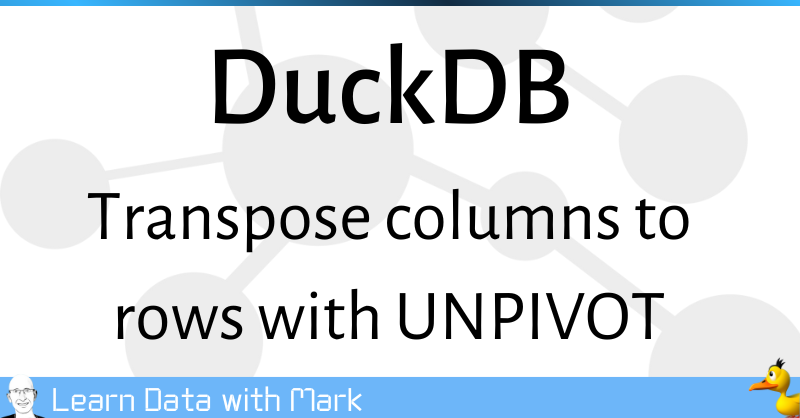 DuckDB
Transpose columns to
rows with UNPIVOT
Learn Data with Mark